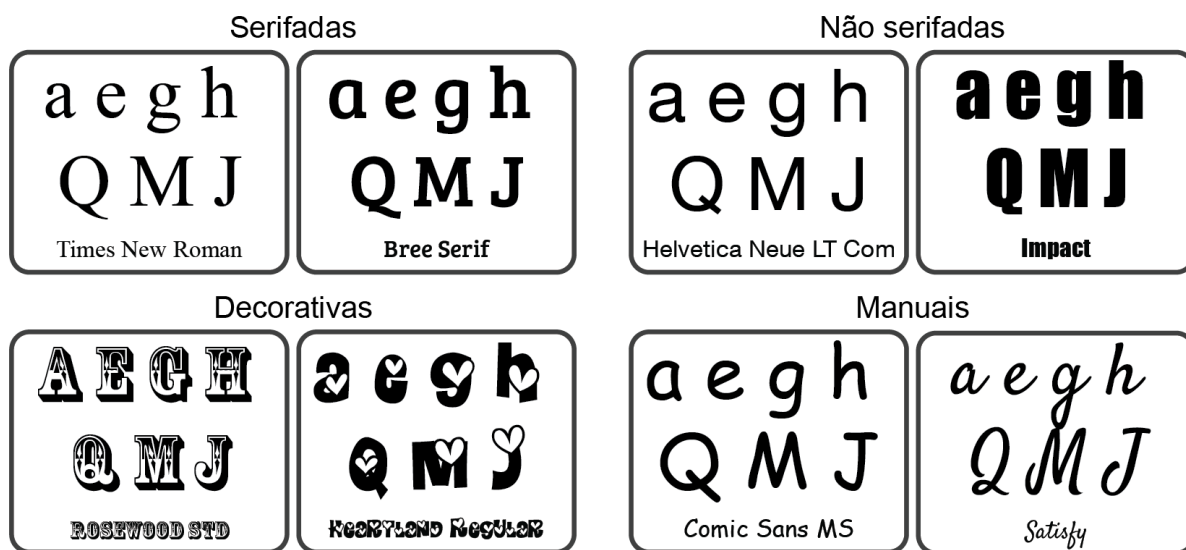 Serifadas
a e g h
Q M J
Times New Roman
a e g h
Q M J
Bree Serif
Não serifadas
a e g h
Q M J
Helvetica Neue LT Com
a e g h
Q M J
Impact
Decorativas
A E G H
Q M J
ROSEWOOD STD
a e g h
Q M J
Heartland Regular
Manuais
a e g h
Q M J
Comic Sans MS
a e g h
Q M J
Satisfy